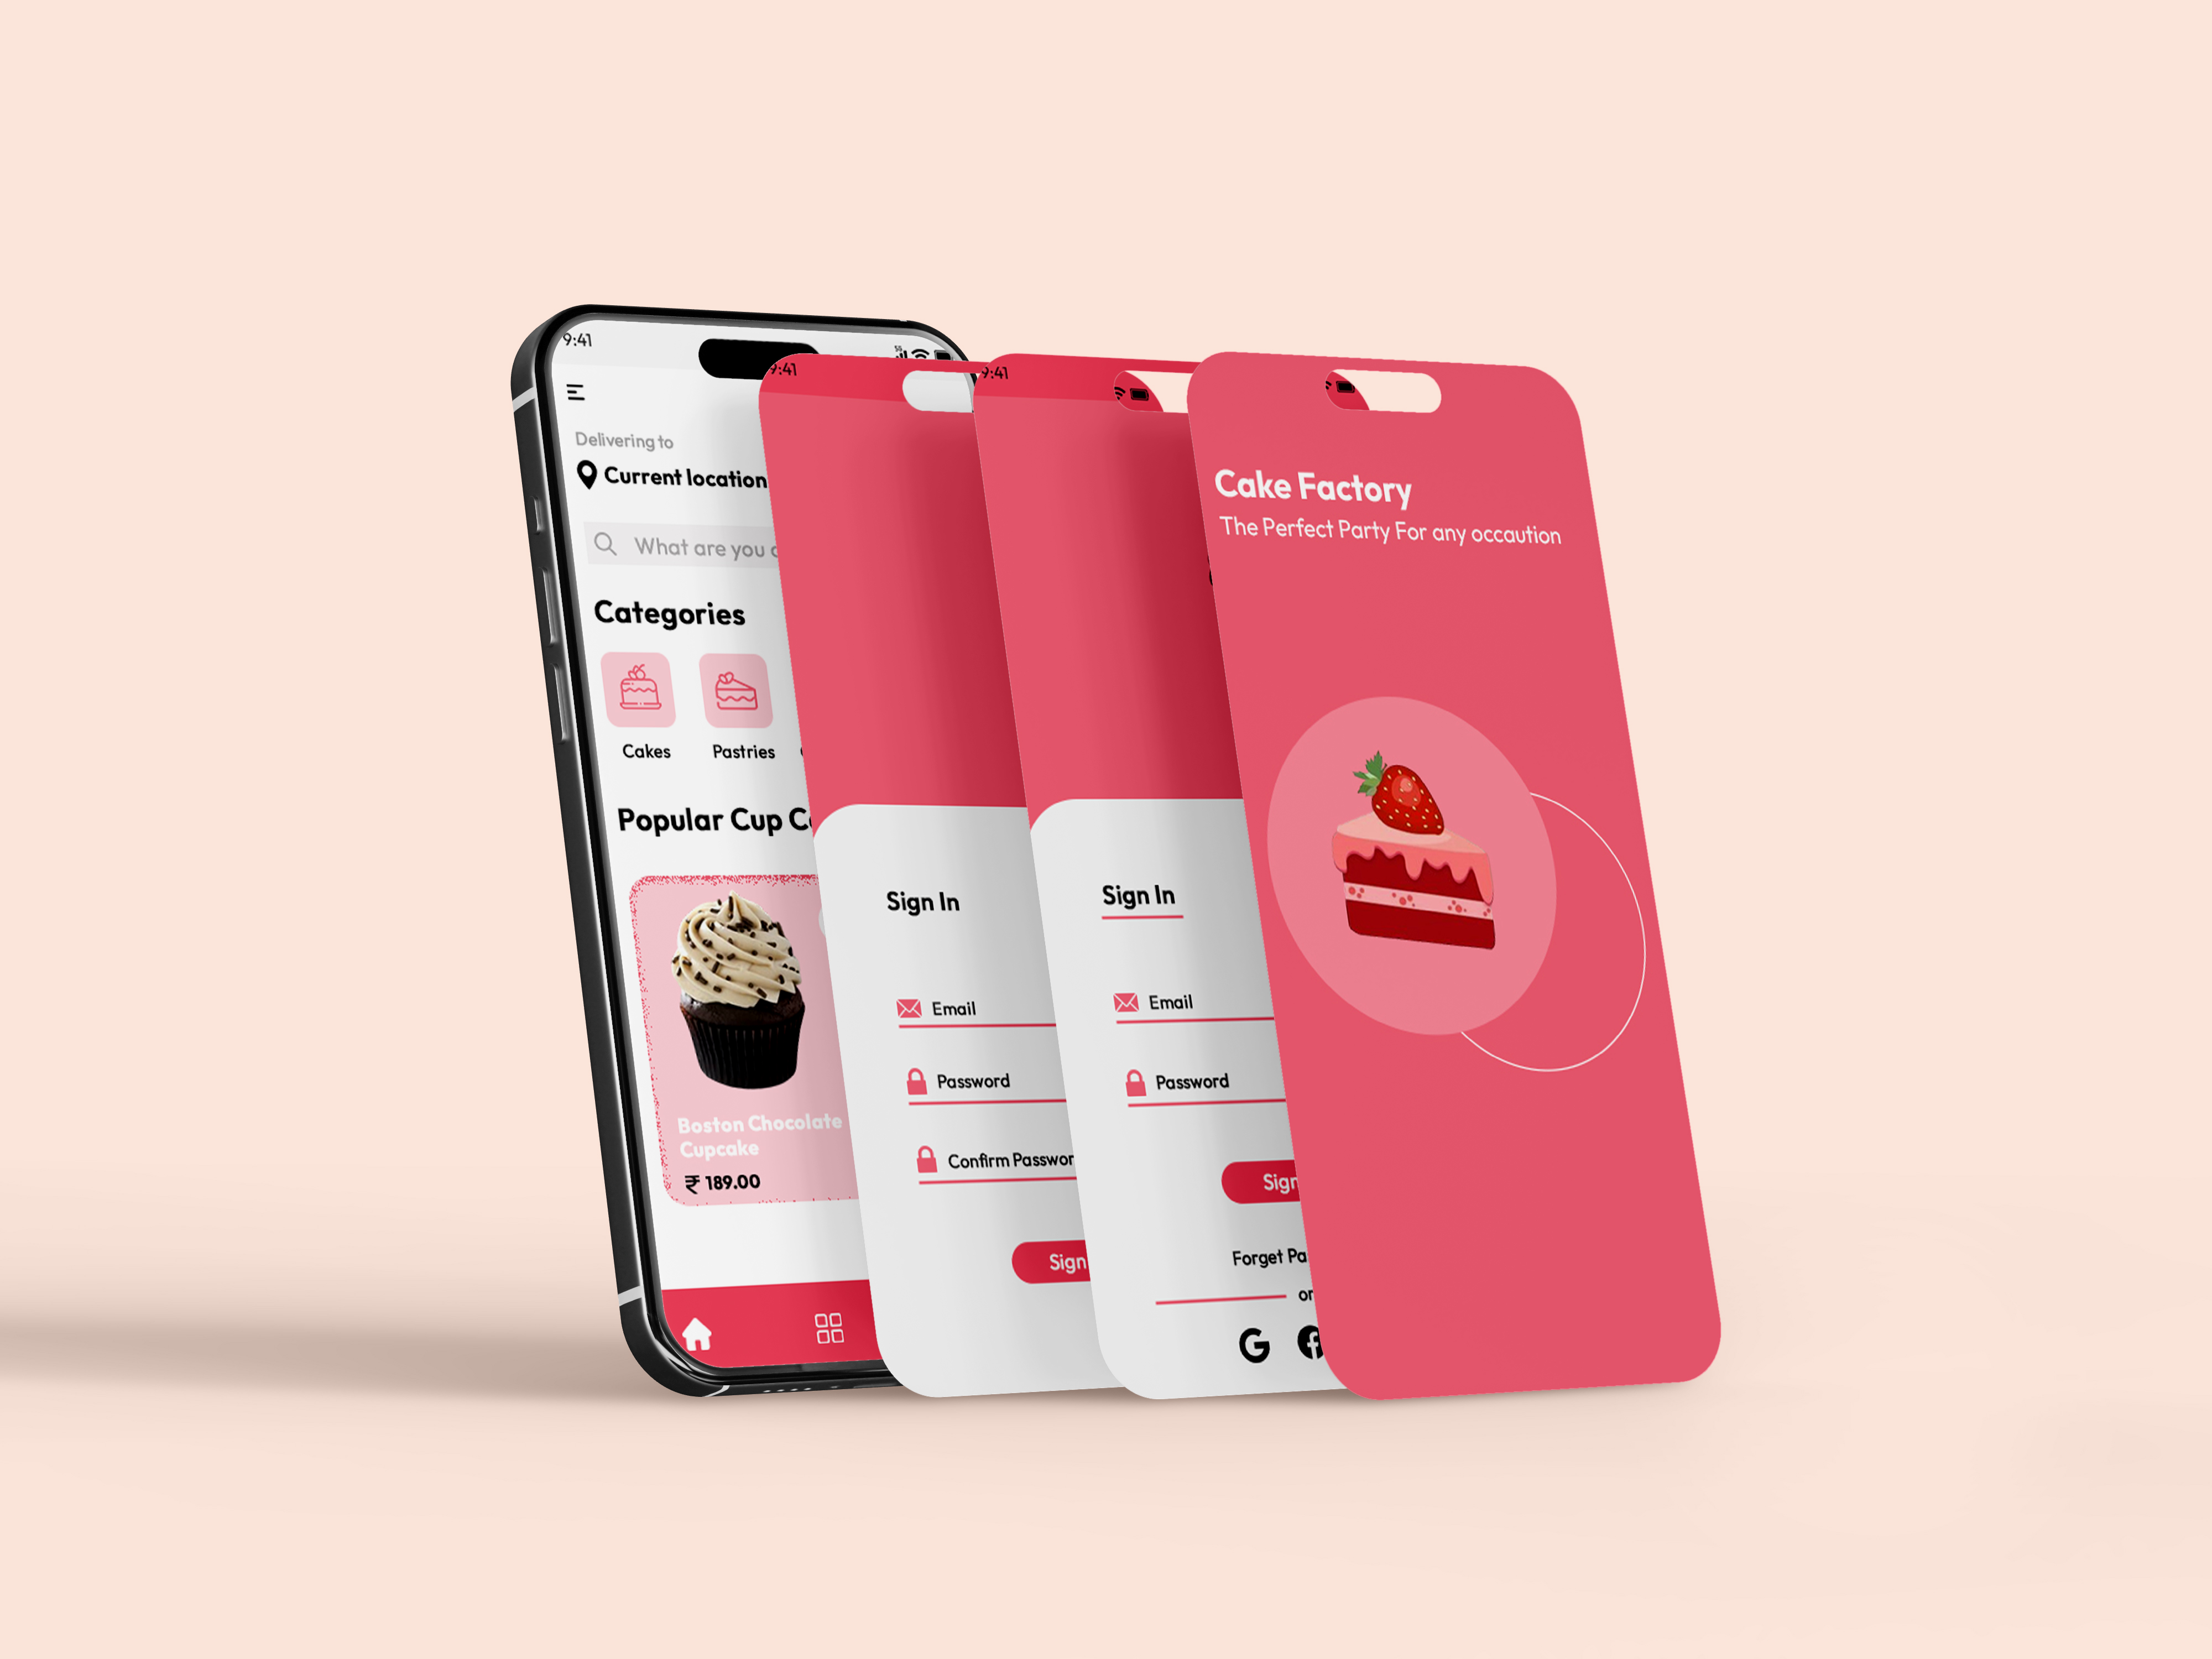 9:41
Delivering to
Current location
What are you
Categories
Cakes Pastries
Popular Cup
Boston Chocolate
Cupcake
₹ 189.00
9:41
Sign In
Email
Password
Confirm Passwor
Sign
9:41
Sign In
Email
Password
Sign
Forget Pa
or
G f
Cake Factory
The Perfect Party For any occaution